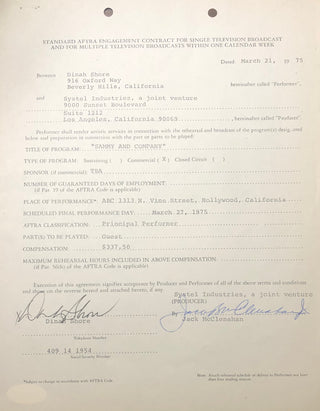 STANDARD AFTRA ENGAGEMENT CONTRACT FOR SINGLE TELEVISION BROADCAST
AND FOR MULTIPLE TELEVISION BROADCASTS WITHIN ONE CALENDAR WEEK
Dated: March 21, 1975
Between Dinah Shore
916 Oxford Way
Beverly Hills, California hereinafter called "Performer",
and Systel Industries, a joint venture
9000 Sunset Boulevard
Suite 1212
Los Angeles, California 90069, hereinafter called "Producer".
Performer shall render artistic services in connection with the rehearsal and broadcast of the program(s) designated
below and preparation in connection with the part or parts to be played:
TITLE OF PROGRAM: "SAMMY AND COMPANY"
TYPE OF PROGRAM: Sustaining ( ) Commercial (X) Closed Circuit ( )
SPONSOR (if commercial) TBA
NUMBER OF GUARANTEED DAYS OF EMPLOYMENT
(if Par. 19 of the AFTRA Code is applicable)
PLACE OF PERFORMANCE*: ABC 1313 N. Vine Street, Hollywood, California
SCHEDULED FINAL PERFORMANCE DAY: March 27, 1975
AFTRA CLASSIFICATION: Principal Performer
PART(S) TO BE PLAYED: Guest
COMPENSATION: $337.50
MAXIMUM REHEARSAL HOURS INCLUDED IN ABOVE COMPENSATION:
(if Par. 56(b) of the AFTRA Code is applicable)
Execution of this agreement signifies acceptance by Producer and Performer of all of the above terms and conditions
and those on the reverse hereof and attached hereto, if any.
Systel Industries, a joint venture
(PRODUCER)
Dinah Shore
Dinah Shore
By Jack McClenahan
Jack McClenahan
Telephone Number
409 14 1954
Social Security Number
*Subject to change in accordance with AFTRA Code.